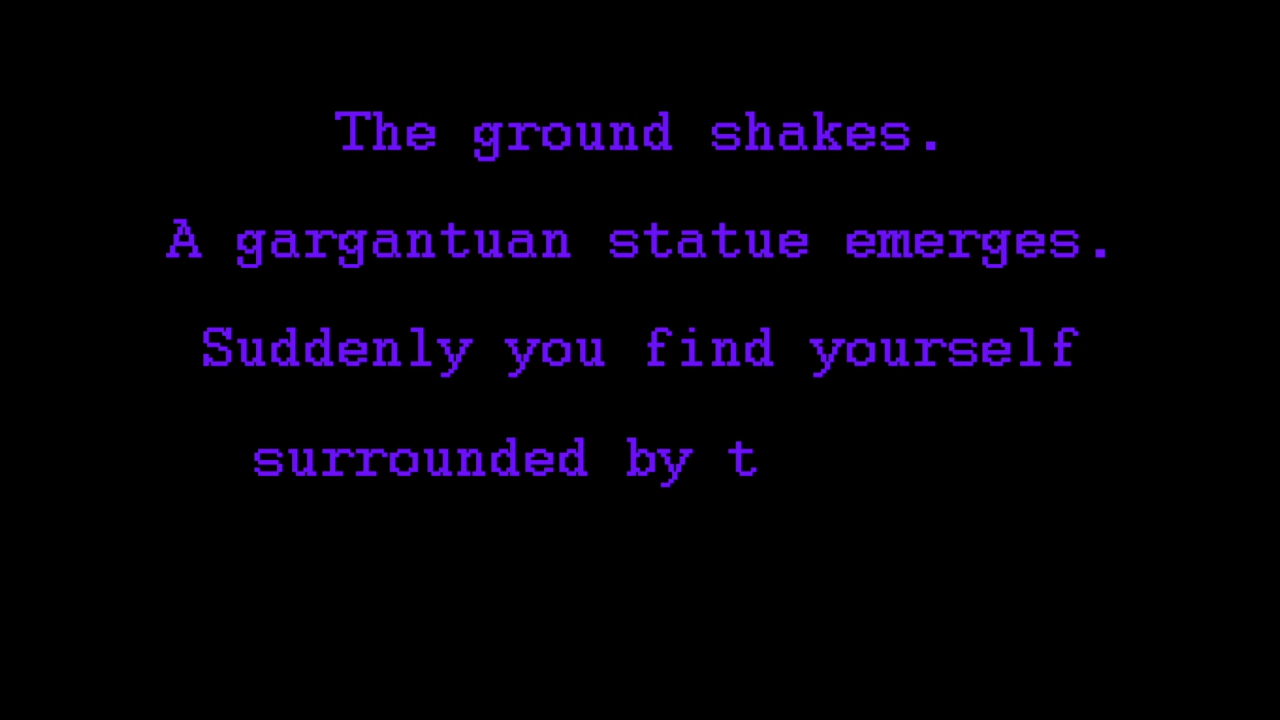 The ground shakes.
A gargantuan statue emerges.
Suddenly you find yourself
surrounded by t